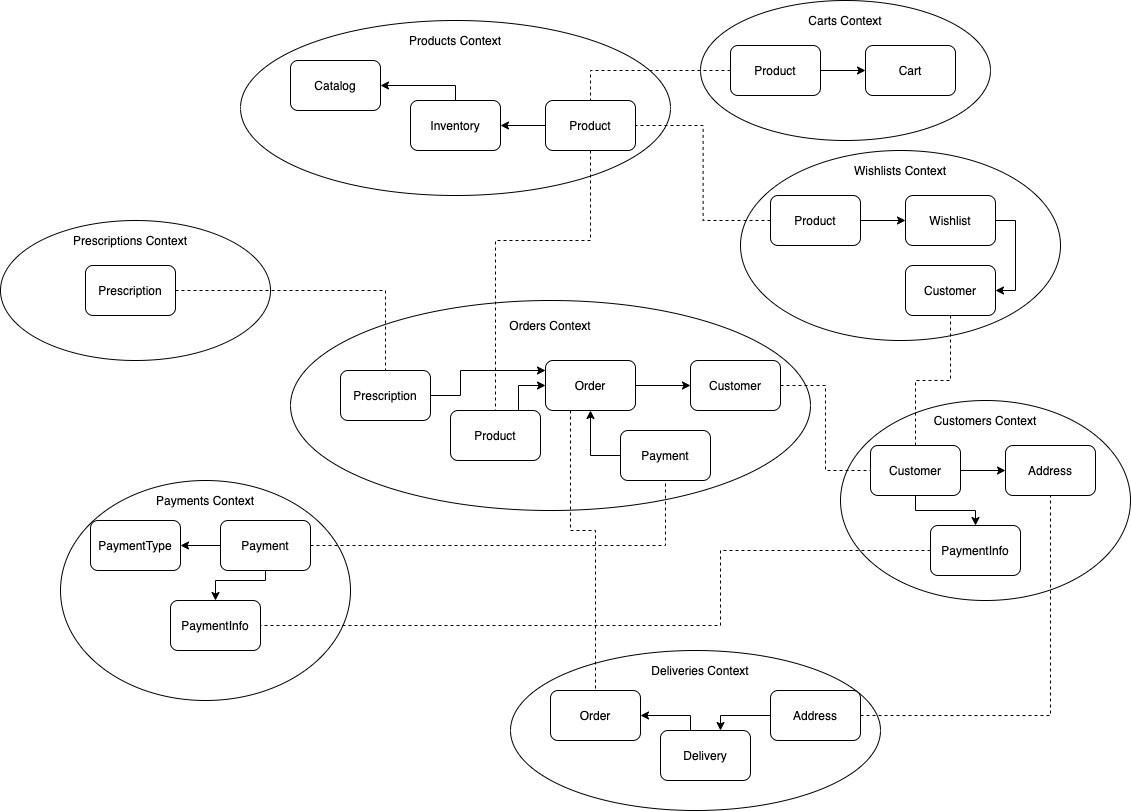 Carts Context
Product
Cart
Products Context
Catalog
Inventory
Product
Wishlists Context
Product
Wishlist
Customer
Prescriptions Context
Prescription
Orders Context
Order
Customer
Prescription
Product
Payment
Customers Context
Customer
Address
PaymentInfo
Payments Context
PaymentType
Payment
PaymentInfo
Deliveries Context
Order
Address
Delivery